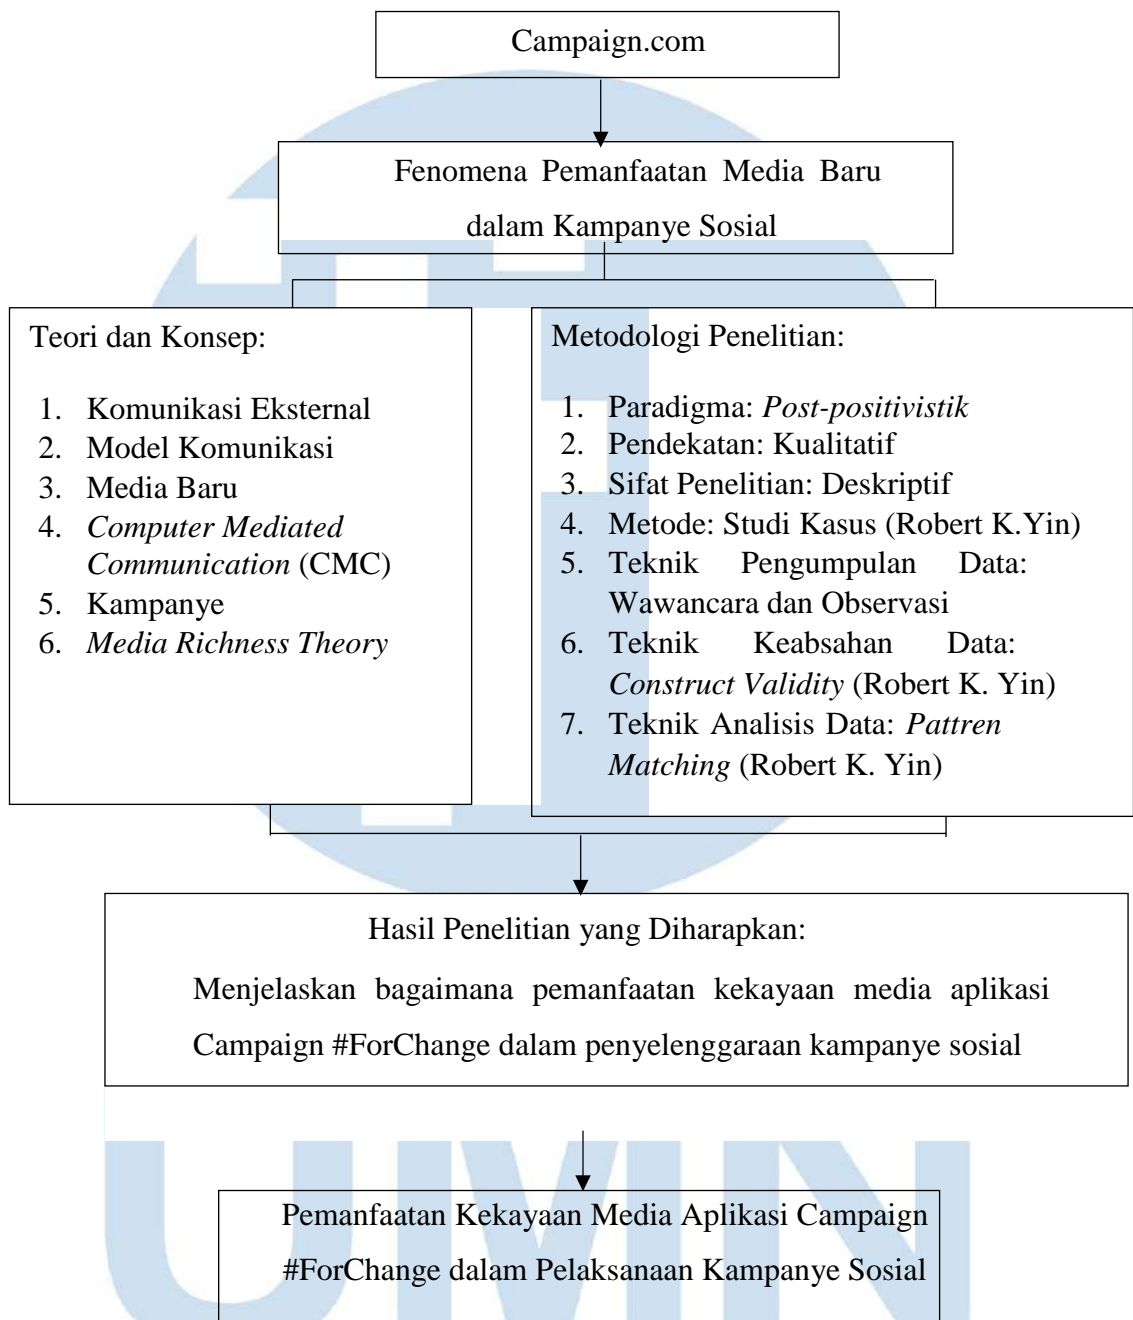 Campaign.com
Fenomena Pemanfaatan Media Baru
dalam Kampanye Sosial
Teori dan Konsep:
1. Komunikasi Eksternal
2. Model Komunikasi
3. Media Baru
4. Computer Mediated
Communication (CMC)
5. Kampanye
6. Media Richness Theory
Metodologi Penelitian:
1. Paradigma: Post-positivistik
2. Pendekatan: Kualitatif
3. Sifat Penelitian: Deskriptif
4. Metode: Studi Kasus (Robert K.Yin)
5. Teknik Pengumpulan Data:
Wawancara dan Observasi
6. Teknik Keabsahan Data:
Construct Validity (Robert K. Yin)
7. Teknik Analisis Data: Pattren
Matching (Robert K. Yin)
Hasil Penelitian yang Diharapkan:
Menjelaskan bagaimana pemanfaatan kekayaan media aplikasi
Campaign #ForChange dalam penyelenggaraan kampanye sosial
UMN
Pemanfaatan Kekayaan Media Aplikasi Campaign
#ForChange dalam Pelaksanaan Kampanye Sosial